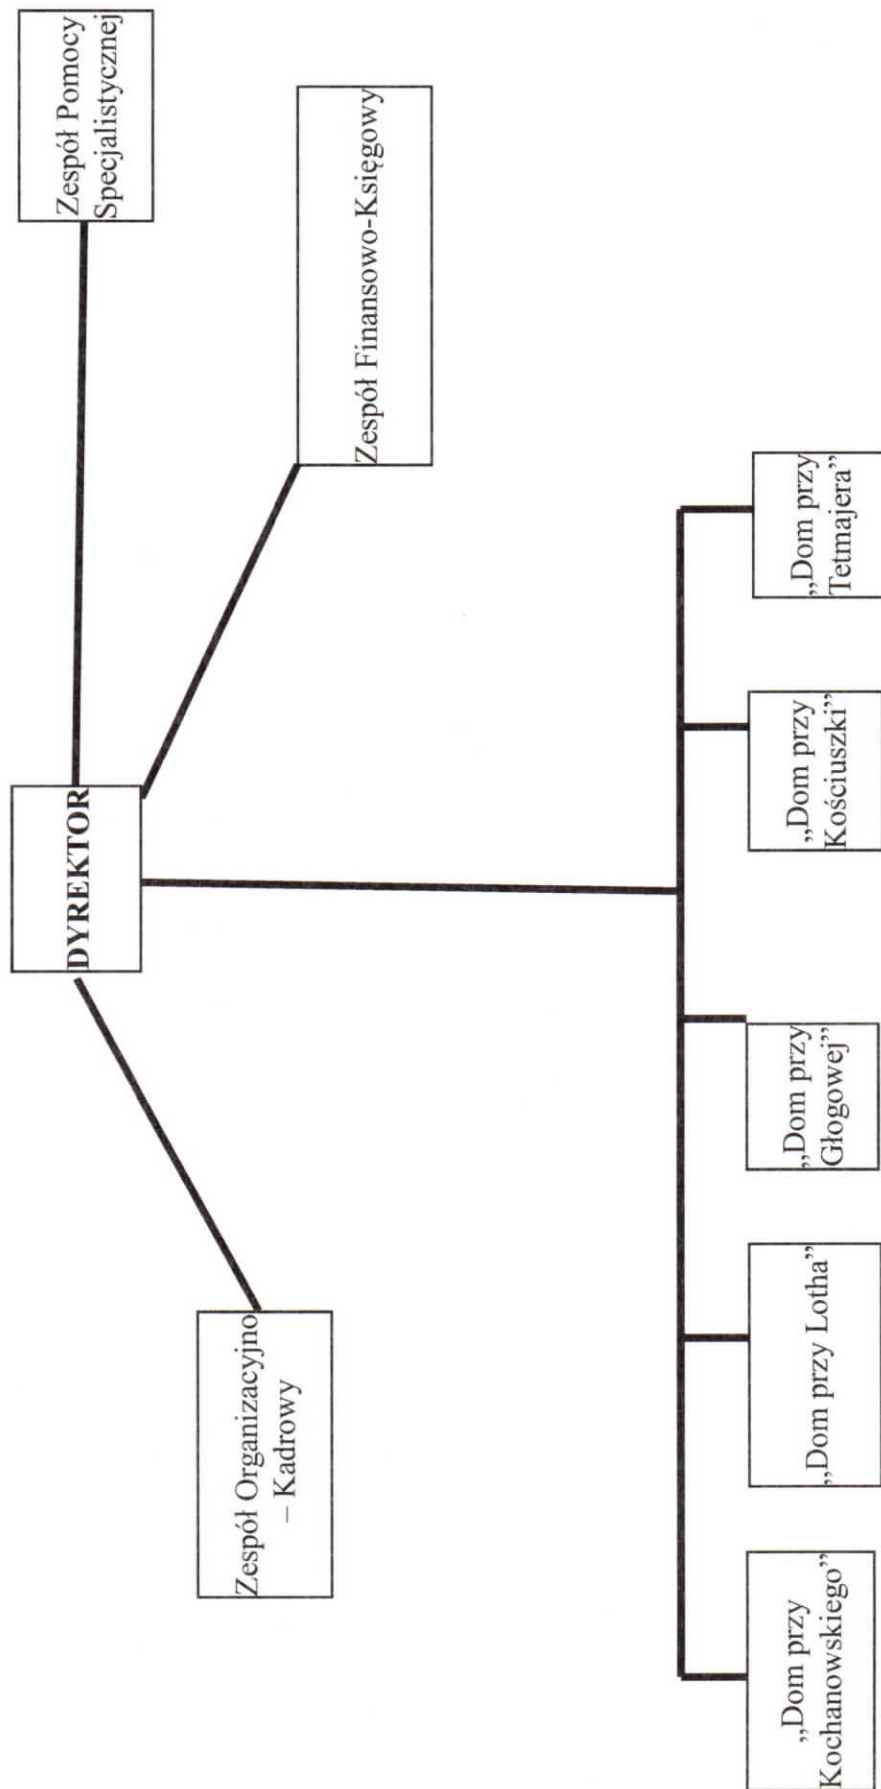 DYREKTOR
Zespół Pomocy
Specjalistycznej
Zespół Organizacyjno
– Kadrowy
Zespół Finansowo-Księgowy
„Dom przy
Kochanowskiego”
„Dom przy Lotha”
„Dom przy
Głogowej”
„Dom przy
Kościuszki”
„Dom przy
Tetmajera”